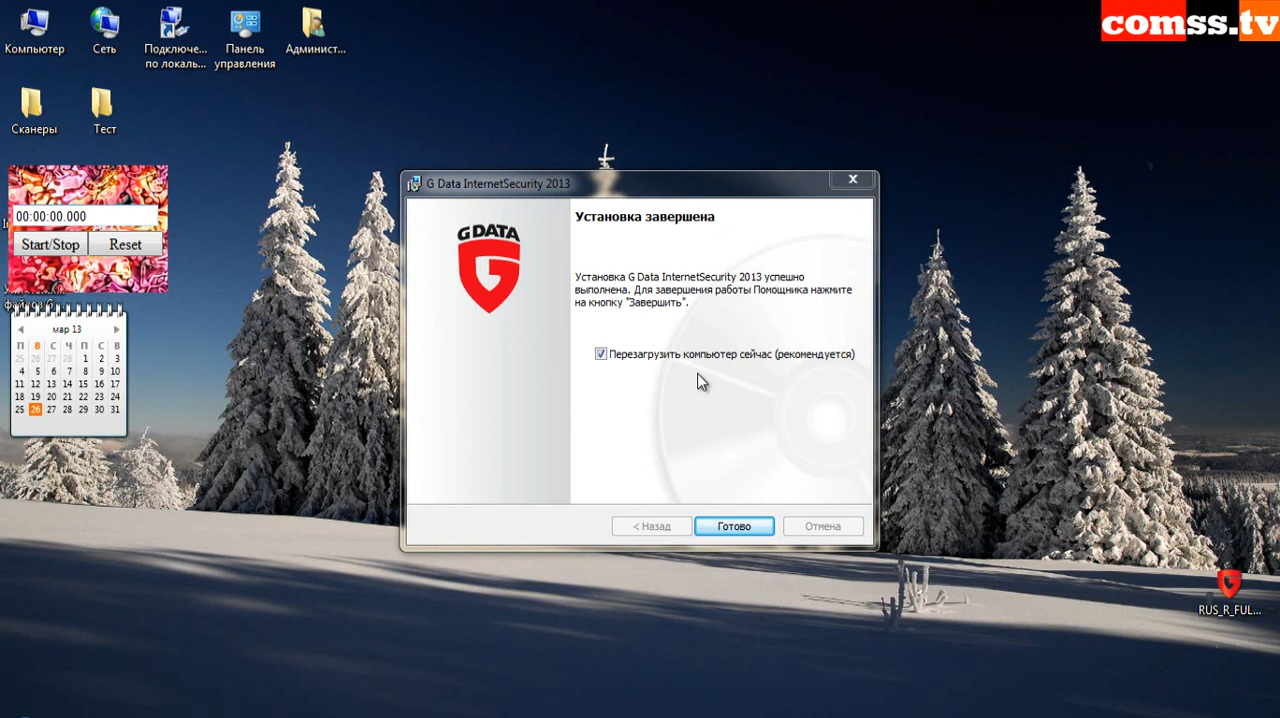 comss.tv
Компьютер
Сеть
Подключе...
по локаль...
Панель
управления
Админист...
Сканеры
Тест
00:00:00.000
Start/Stop
Reset
мар 13
П В С Ч П С В
25 26 27 28 1 2 3
4 5 6 7 8 9 10
11 12 13 14 15 16 17
18 19 20 21 22 23 24
25 26 27 28 29 30 31
G Data InternetSecurity 2013
G DATA
Установка завершена
Установка G Data InternetSecurity 2013 успешно
выполнена. Для завершения работы Помощника нажмите
на кнопку "Завершить".
Перезагрузить компьютер сейчас (рекомендуется)
< Назад
Готово
Отмена
RUS_R_FUL...